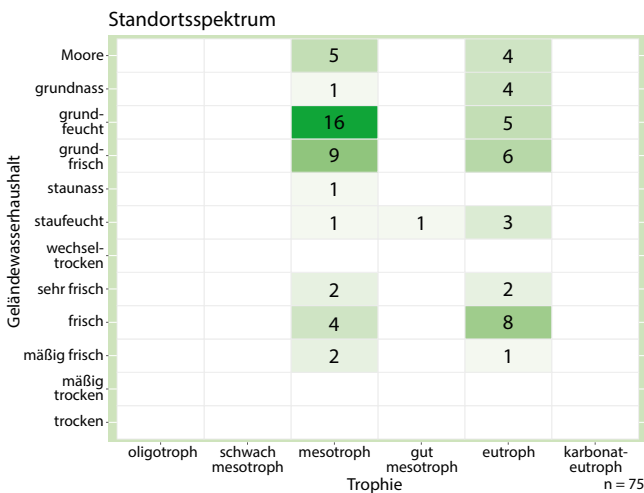 Standortsspektrum
Geländewasserhaushalt
Moore 5 4
grundnass 1 4
grund-
feucht 16 5
grund-
frisch 9 6
staunass 1
staufeucht 1 1 3
wechsel-
trocken
sehr frisch 2 2
frisch 4 8
mäßig frisch 2 1
mäßig
trocken
trocken
oligotroph schwach mesotroph gut eutroph karbonat-
mesotroph mesotroph eutroph
Trophie
n = 75